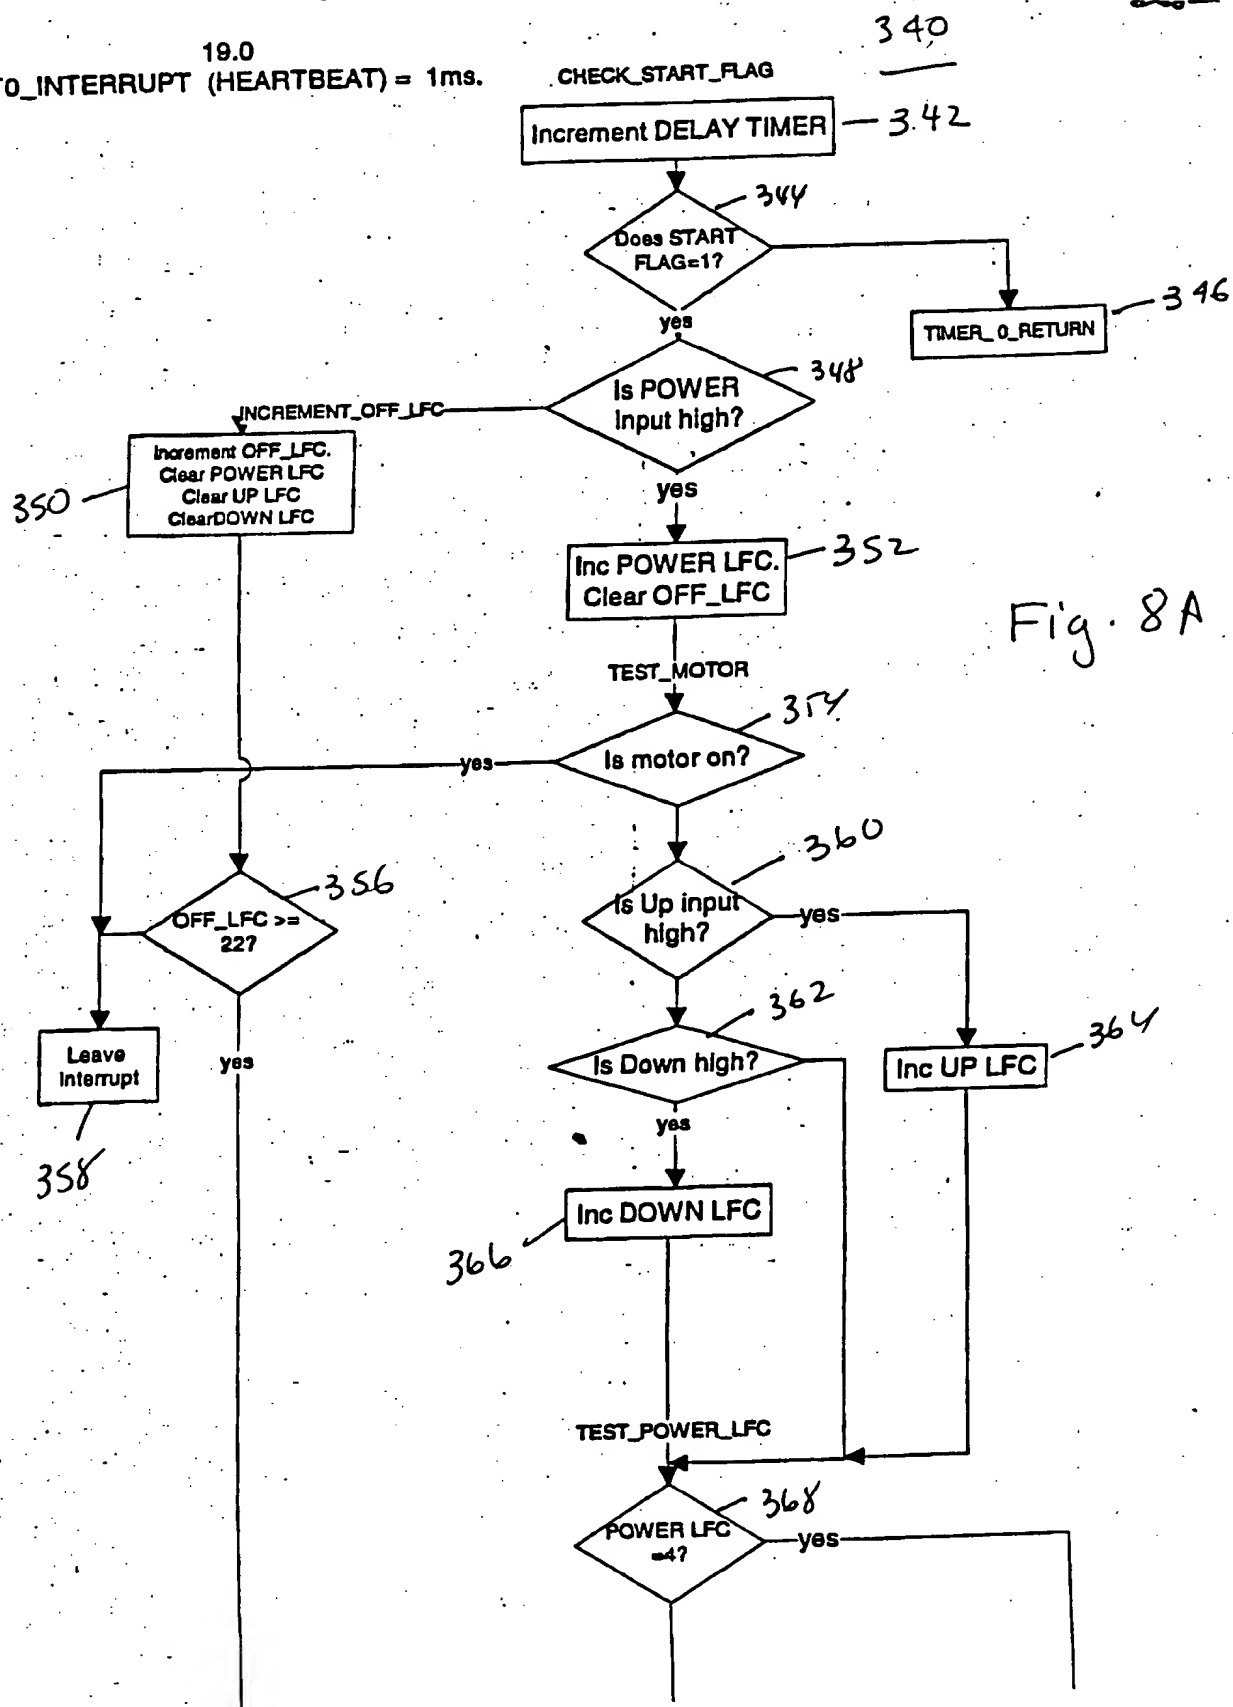 340
19.0
T0_INTERRUPT (HEARTBEAT) = 1ms.
CHECK_START_FLAG
Increment DELAY TIMER
342
344
Does START
FLAG=1?
346
TIMER_0_RETURN
yes
348
Is POWER
Input high?
INCREMENT_OFF_LFC
Increment OFF_LFC.
Clear POWER LFC
Clear UP LFC
ClearDOWN LFC
350
yes
352
Inc POWER LFC.
Clear OFF_LFC
Fig. 8A
TEST_MOTOR
354
Is motor on?
yes
360
356
Is Up input
high?
yes
OFF_LFC >=
22?
362
364
Leave
Interrupt
yes
Is Down high?
Inc UP LFC
yes
358
Inc DOWN LFC
366
TEST_POWER_LFC
368
POWER LFC
=4?
yes